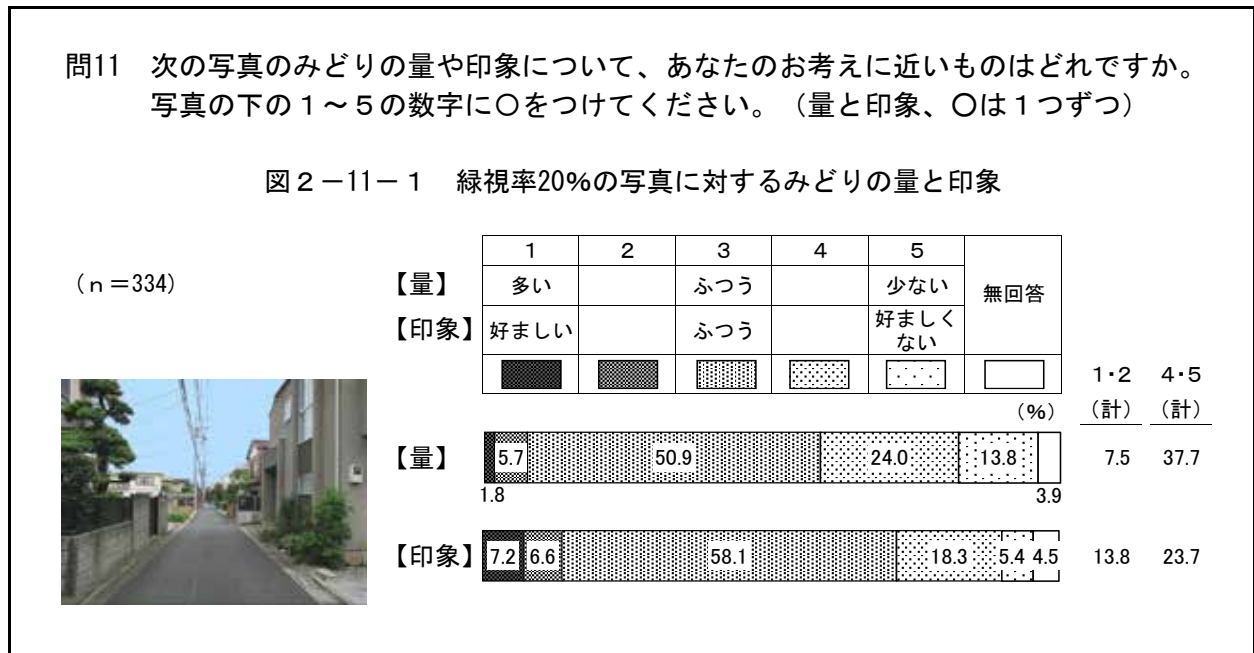 問11　次の写真のみどりの量や印象について、あなたのお考えに近いものはどれですか。
写真の下の１～５の数字に○をつけてください。（量と印象、○は１つずつ）
図２－11－１　緑視率20％の写真に対するみどりの量と印象
（ｎ＝334）
1　2　3　4　5　無回答
【量】　多い　ふつう　少ない
【印象】　好ましい　ふつう　好ましく
ない
（％）
1・2　4・5
（計）　（計）
【量】　5.7　50.9　24.0　13.8　7.5　37.7
1.8　3.9
【印象】　7.2　6.6　58.1　18.3　5.4　4.5　13.8　23.7